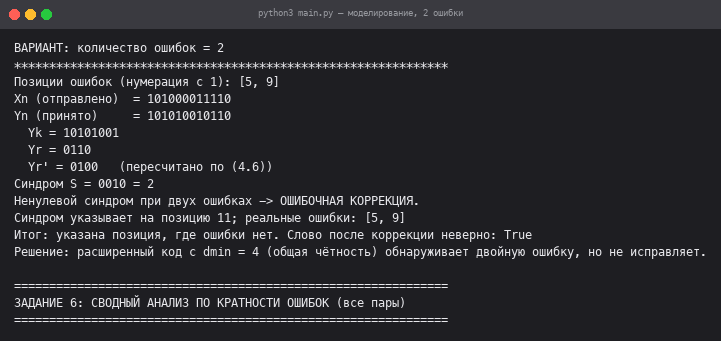 python3 main.py — моделирование, 2 ошибки
ВАРИАНТ: количество ошибок = 2
**************************************************************
Позиции ошибок (нумерация с 1): [5, 9]
Xn (отправлено)  = 101000011110
Yn (принято)     = 101010010110
  Yk = 10101001
  Yr = 0110
  Yr' = 0100   (пересчитано по (4.6))
Синдром S = 0010 = 2
Ненулевой синдром при двух ошибках —> ОШИБОЧНАЯ КОРРЕКЦИЯ.
Синдром указывает на позицию 11; реальные ошибки: [5, 9]
Итог: указана позиция, где ошибки нет. Слово после коррекции неверно: True
Решение: расширенный код с dmin = 4 (общая чётность) обнаруживает двойную ошибку, но не исправляет.
==============================================================
ЗАДАНИЕ 6: СВОДНЫЙ АНАЛИЗ ПО КРАТНОСТИ ОШИБОК (все пары)
==============================================================